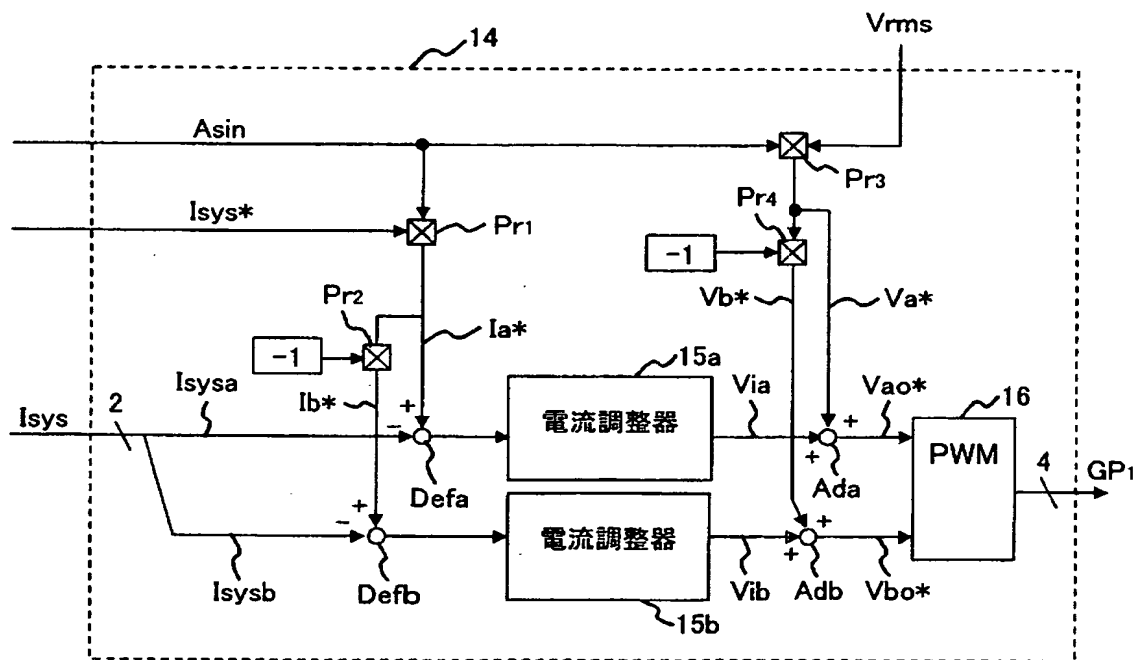 Vrms
14
Asin
Pr3
Isys*
Pr1
Pr4
-1
Vb*
Va*
Pr2
-1
Ia*
15a
Isysa
Ib*
Via
Vao*
16
Isys
2
+
-
電流調整器
+
+
PWM
Defa
Ada
4
GP1
+
-
電流調整器
+
+
Isysb
Defb
Vib
Adb
Vbo*
15b